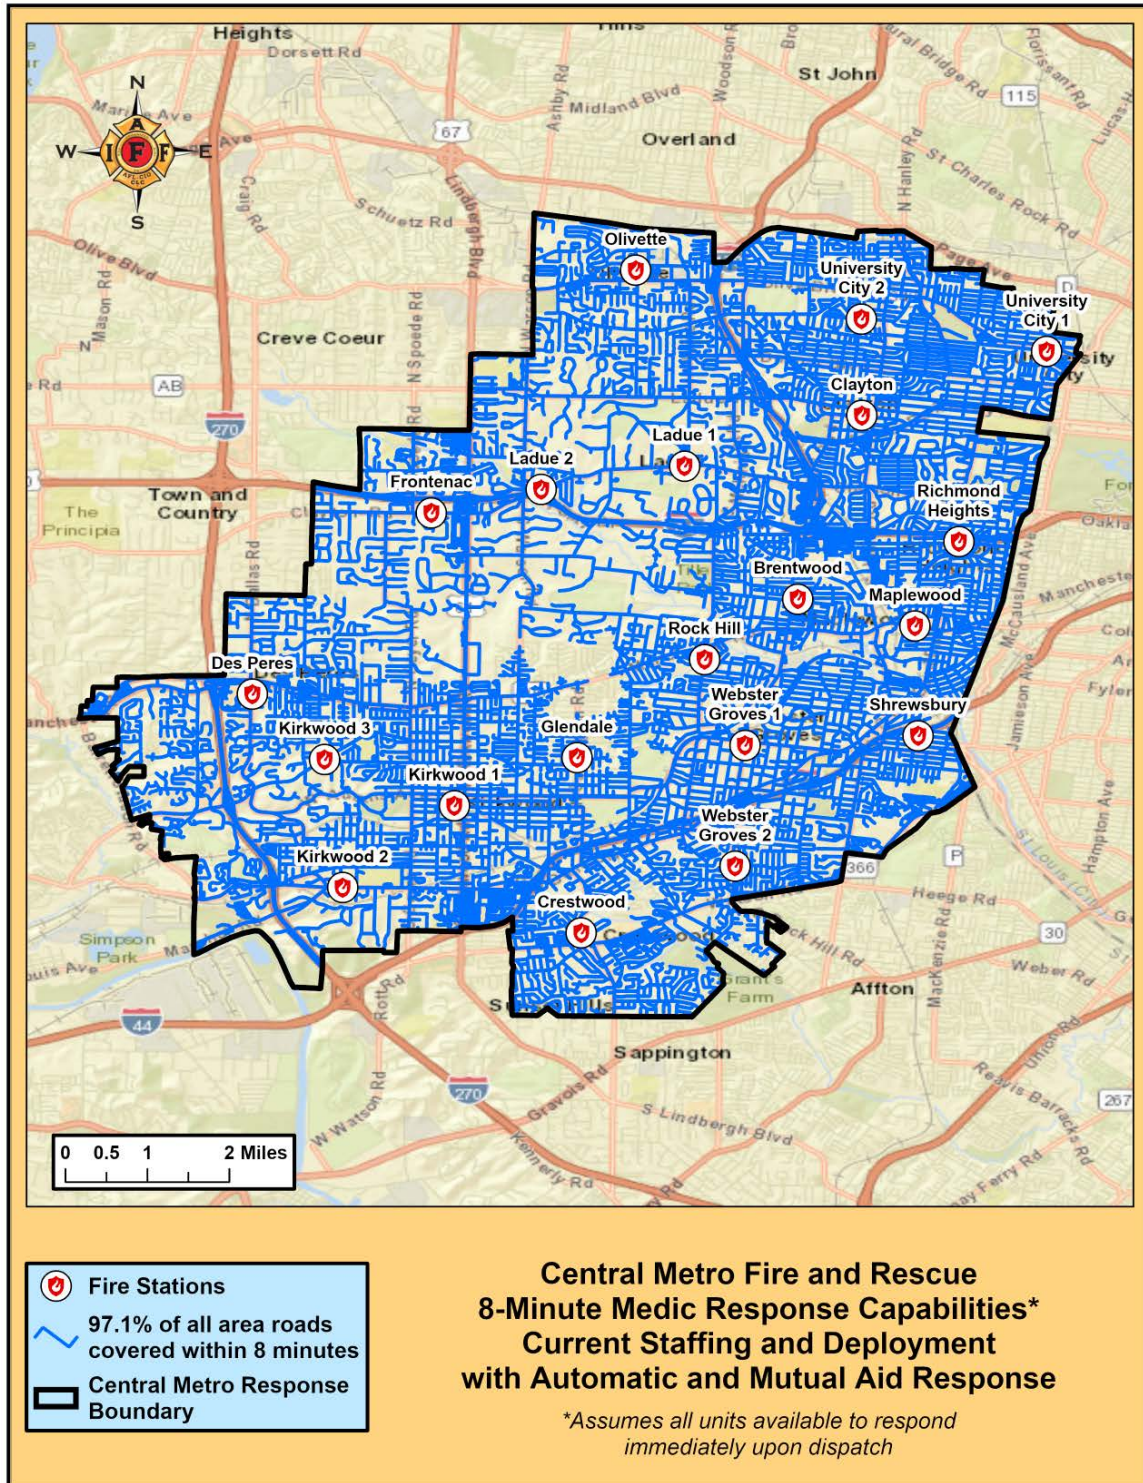 Heights
Dorsett Rd
Ashby Rd
Woodson Rd
St John
Florissant Rd
115
Midland Blvd
67
Overland
N Hanley Rd
St Charles Rock Rd
N
W
E
S
I
A
F
F
AFL-CIO
CLC
Craig Rd
Schuetz Rd
Lindbergh Blvd
Olive Blvd
Mason Rd
Page Ave
D
Olivette
University
City 2
University
City 1
N Spoede Rd
Creve Coeur
N
AB
270
Clayton
Ladue 1
Ladue 2
Frontenac
Town and
Country
The
Principia
Richmond
Heights
Brentwood
Maplewood
McCausland Ave
Manchester
Rock Hill
Des Peres
Webster
Groves 1
Shrewsbury
Jamieson Ave
Fyler
Kirkwood 3
Glendale
Kirkwood 1
Hampton Ave
Webster
Groves 2
P
366
Kirkwood 2
Heege Rd
Crestwood
Simpson
Park
MacKenzie Rd
30
Weber Rd
Grant's
Farm
Affton
Rott Rd
44
Sappington
Union Rd
270
Gravois Rd
Reavis Barracks Rd
267
S Lindbergh Blvd
W Watson Rd
Kennerly Rd
0 0.5 1 2 Miles
Fire Stations
97.1% of all area roads
covered within 8 minutes
Central Metro Response
Boundary
Central Metro Fire and Rescue
8-Minute Medic Response Capabilities*
Current Staffing and Deployment
with Automatic and Mutual Aid Response
*Assumes all units available to respond
immediately upon dispatch